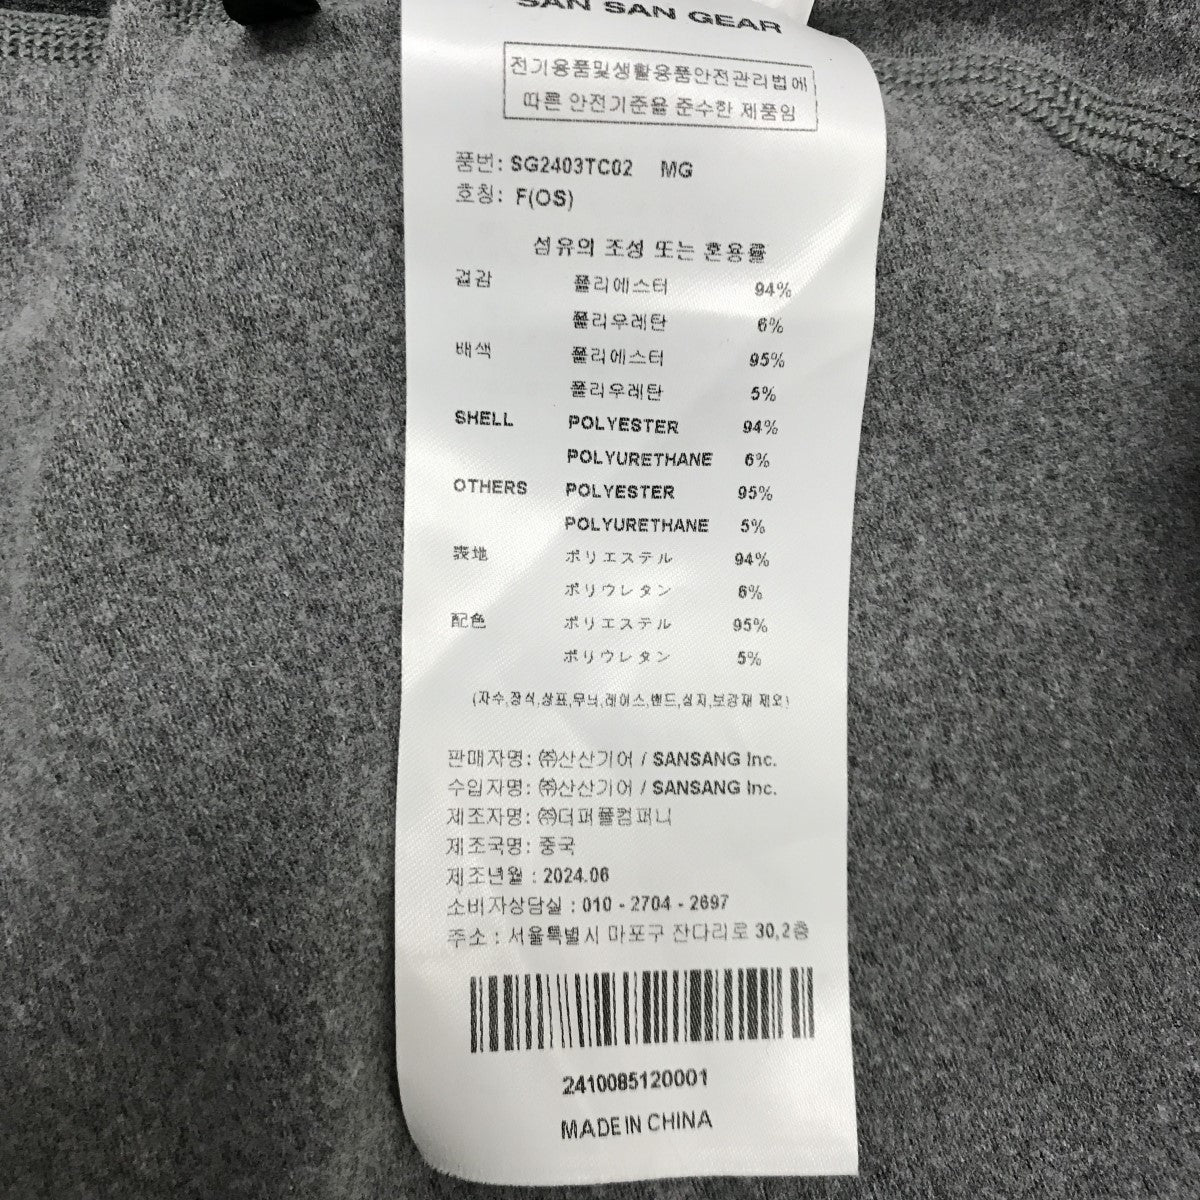 SAN SAN GEAR
전기용품및생활용품안전관리법에
따른 안전기준을 준수한 제품임
품번: SG2403TC02 MG
호칭: F(OS)
섬유의 조성 또는 혼용률
겉감 폴리에스터 94%
폴리우레탄 6%
배색 폴리에스터 95%
폴리우레탄 5%
SHELL POLYESTER 94%
POLYURETHANE 6%
OTHERS POLYESTER 95%
POLYURETHANE 5%
表地 ポリエステル 94%
ポリウレタン 6%
配色 ポリエステル 95%
ポリウレタン 5%
(자수,장식,상표,무늬,레이스,밴드,심지,보강재 제외)
판매자명: ㈜산산기어 / SANSANG Inc.
수입자명: ㈜산산기어 / SANSANG Inc.
제조자명: ㈜더퍼플컴퍼니
제조국명: 중국
제조년월 : 2024.06
소비자상담실 : 010 - 2704 - 2697
주소 : 서울특별시 마포구 잔다리로 30,2층
2410085120001
MADE IN CHINA